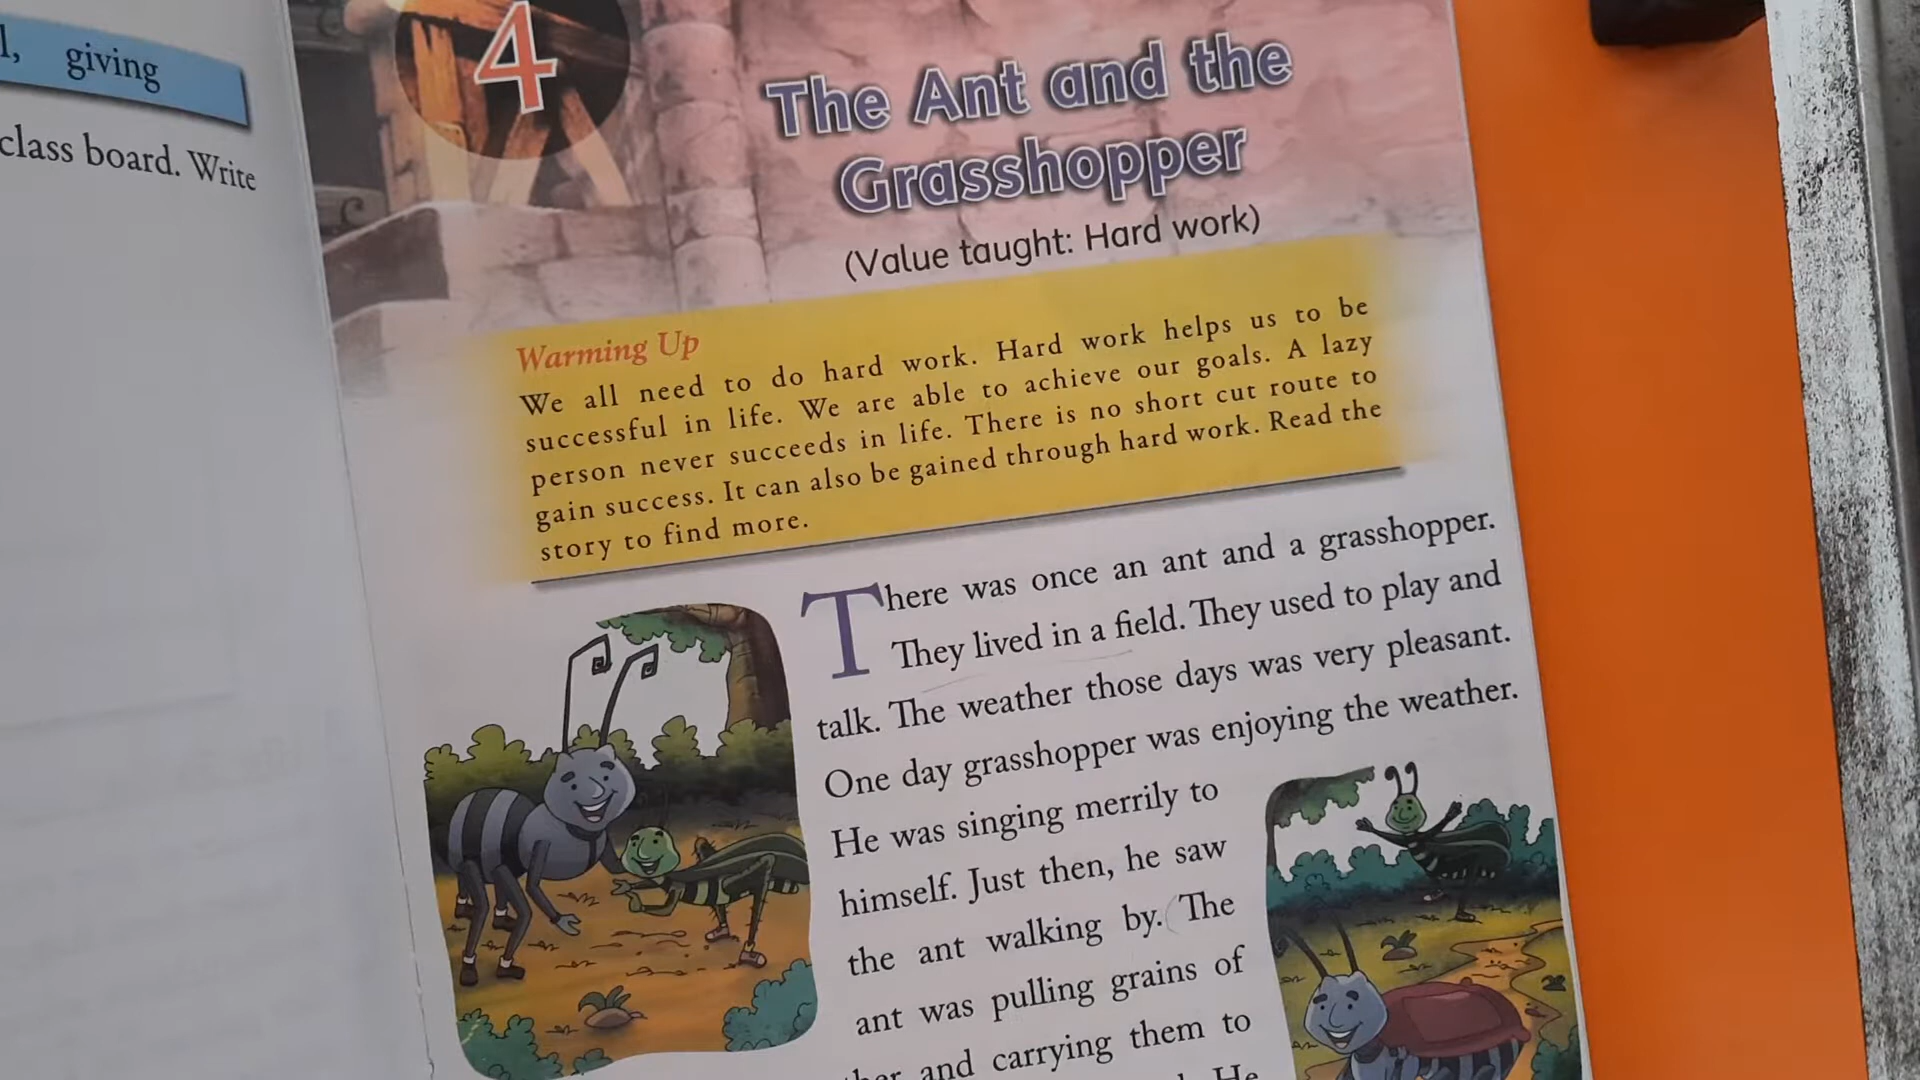 l, giving
class board. Write
4
The Ant and the
Grasshopper
(Value taught: Hard work)
Warming Up
We all need to do hard work. Hard work helps us to be
successful in life. We are able to achieve our goals. A lazy
person never succeeds in life. There is no short cut route to
gain success. It can also be gained through hard work. Read the
story to find more.
There was once an ant and a grasshopper.
They lived in a field. They used to play and
talk. The weather those days was very pleasant.
One day grasshopper was enjoying the weather.
He was singing merrily to
himself. Just then, he saw
the ant walking by. The
ant was pulling grains of
and carrying them to
He